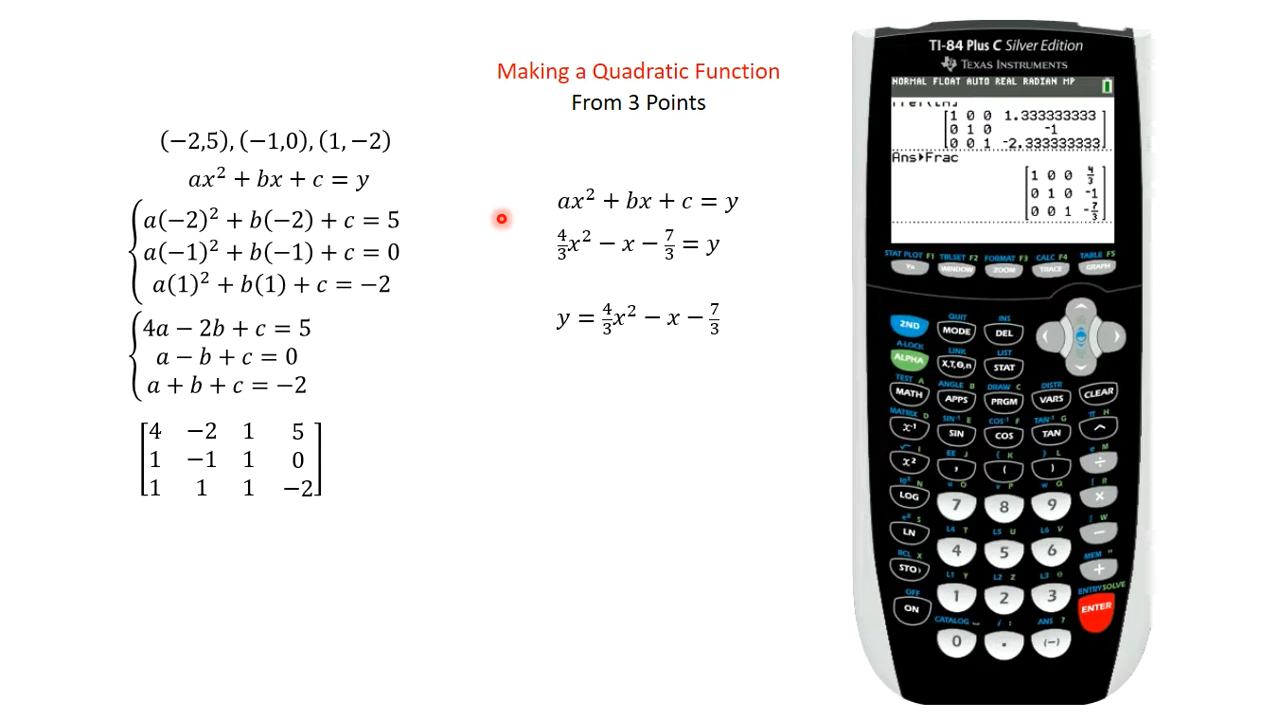 Making a Quadratic Function
From 3 Points
(−2,5), (−1,0), (1, −2)
ax² + bx + c = y
a(−2)² + b(−2) + c = 5
a(−1)² + b(−1) + c = 0
a(1)² + b(1) + c = −2
4a − 2b + c = 5
a − b + c = 0
a + b + c = −2
[4 −2 1 5
1 −1 1 0
1 1 1 −2]
ax² + bx + c = y
4/3x² − x − 7/3 = y
y = 4/3x² − x − 7/3
TI-84 Plus C Silver Edition
TEXAS INSTRUMENTS
NORMAL FLOAT AUTO REAL RADIAN MP
[1 0 0 1.333333333
0 1 0 -1
0 0 1 -2.333333333]
Ans▸Frac
[1 0 0 4/3
0 1 0 -1
0 0 1 -7/3]
STAT PLOT F1 TBLSET F2 FORMAT F3 CALC F4 TABLE F5
Y= WINDOW ZOOM TRACE GRAPH
QUIT INS
2ND MODE DEL
A-LOCK LINK LIST
ALPHA X,T,Θ,n STAT
TEST A ANGLE B DRAW C DISTR
MATH APPS PRGM VARS CLEAR
MATRIX D SIN⁻¹ E COS⁻¹ F TAN⁻¹ G π H
x⁻¹ SIN COS TAN ^
√ I EE J { K } L e M
x² , ( ) ÷
10ˣ N u O v P w Q [ R
LOG 7 8 9 ×
eˣ S L4 T L5 U L6 V ] W
LN 4 5 6 −
RCL X L1 Y L2 Z L3 θ MEM "
STO› 1 2 3 +
OFF CATALOG i : ANS ? ENTRY SOLVE
ON 0 . (−) ENTER